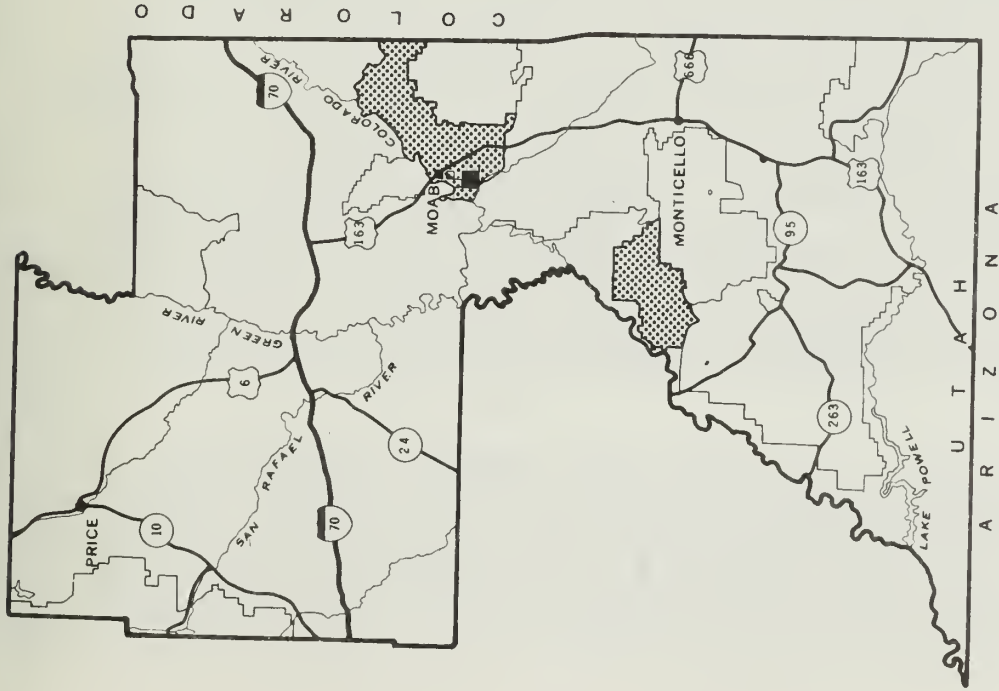 COLORADO
RIVER
70
COLORADO
RIVER
GREEN
163
MOAB
666
MONTICELLO
6
RIVER
95
163
PRICE
10
SAN RAFAEL
24
70
263
LAKE POWELL
UTAH
ARIZONA